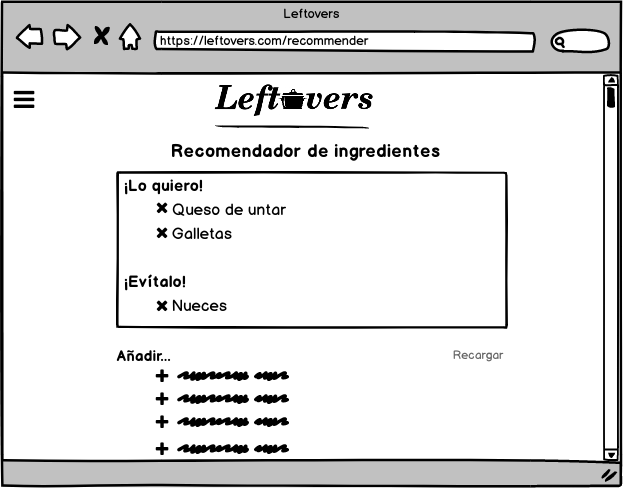 Leftovers
https://leftovers.com/recommender
Leftovers
Recomendador de ingredientes
¡Lo quiero!
Queso de untar
Galletas
¡Evítalo!
Nueces
Añadir... Recargar